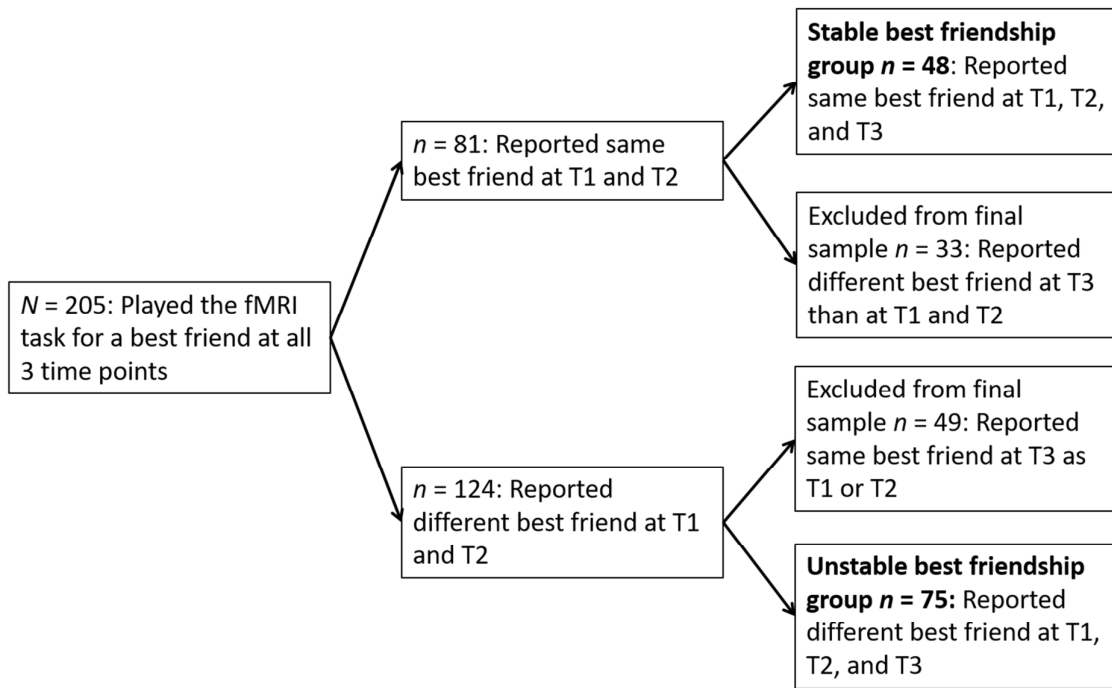 N = 205: Played the fMRI
task for a best friend at all
3 time points
n = 81: Reported same
best friend at T1 and T2
n = 124: Reported
different best friend at T1
and T2
Stable best friendship
group n = 48: Reported
same best friend at T1, T2,
and T3
Excluded from final
sample n = 33: Reported
different best friend at T3
than at T1 and T2
Excluded from final
sample n = 49: Reported
same best friend at T3 as
T1 or T2
Unstable best friendship
group n = 75: Reported
different best friend at T1,
T2, and T3